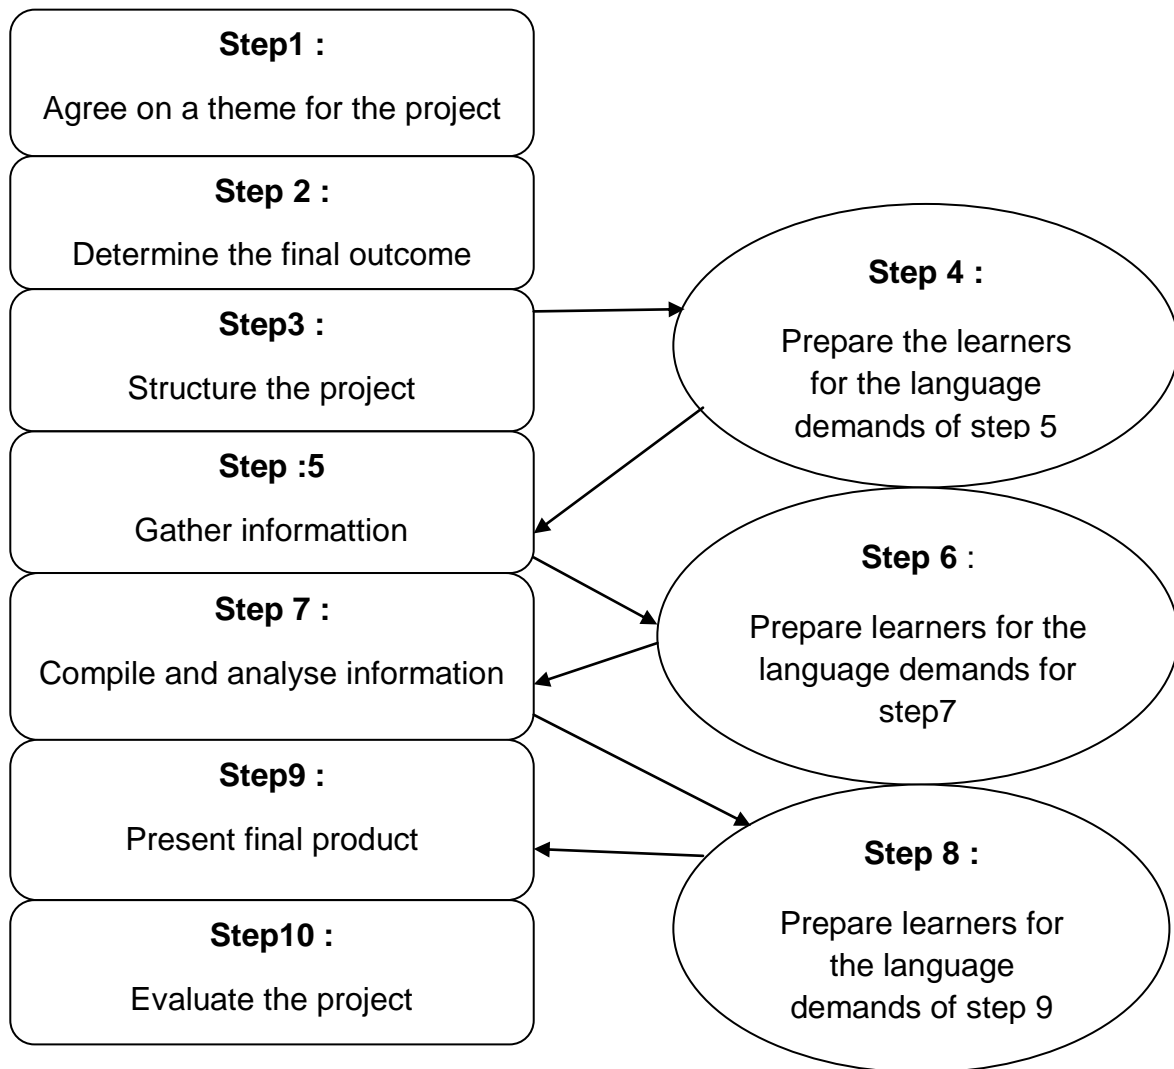 Step1 :
Agree on a theme for the project
Step 2 :
Determine the final outcome
Step3 :
Structure the project
Step 4 :
Prepare the learners
for the language
demands of step 5
Step :5
Gather informattion
Step 6 :
Prepare learners for the
language demands for
step7
Step 7 :
Compile and analyse information
Step 8 :
Prepare learners for
the language
demands of step 9
Step9 :
Present final product
Step10 :
Evaluate the project